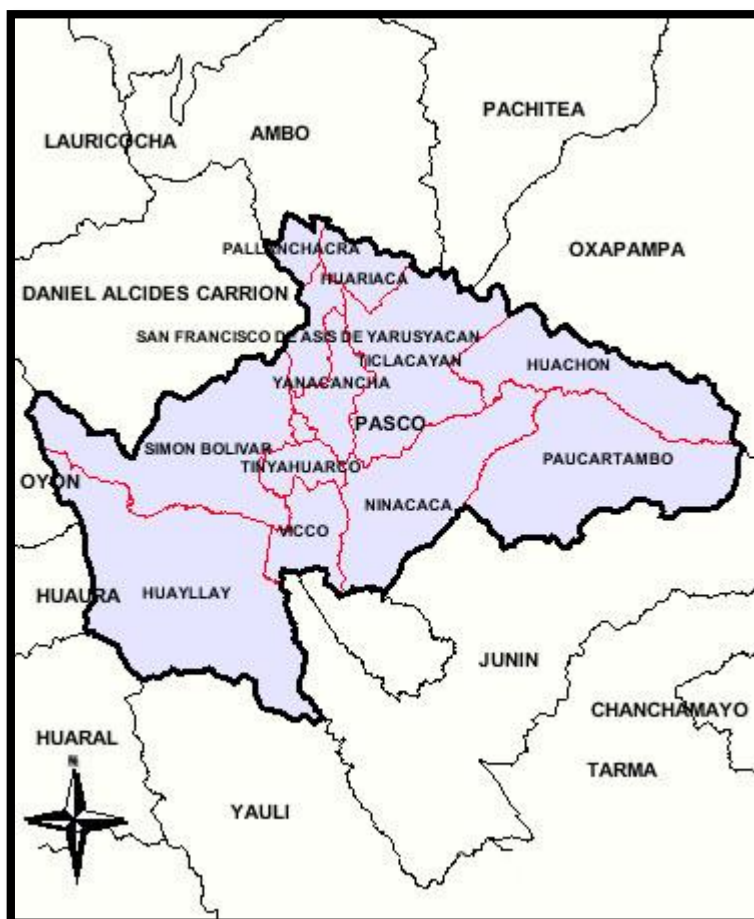 PACHITEA
AMBO
LAURICOCHA
PALLANCHACRA
OXAPAMPA
HUARIACA
DANIEL ALCIDES CARRION
SAN FRANCISCO DE ASIS DE YARUSYACAN
TICLACAYAN
HUACHON
YANACANCHA
PASCO
SIMON BOLIVAR
TINYAHUARCO
PAUCARTAMBO
OYON
NINACACA
VICCO
HUAURA
HUAYLLAY
JUNIN
CHANCHAMAYO
HUARAL
N
TARMA
YAULI